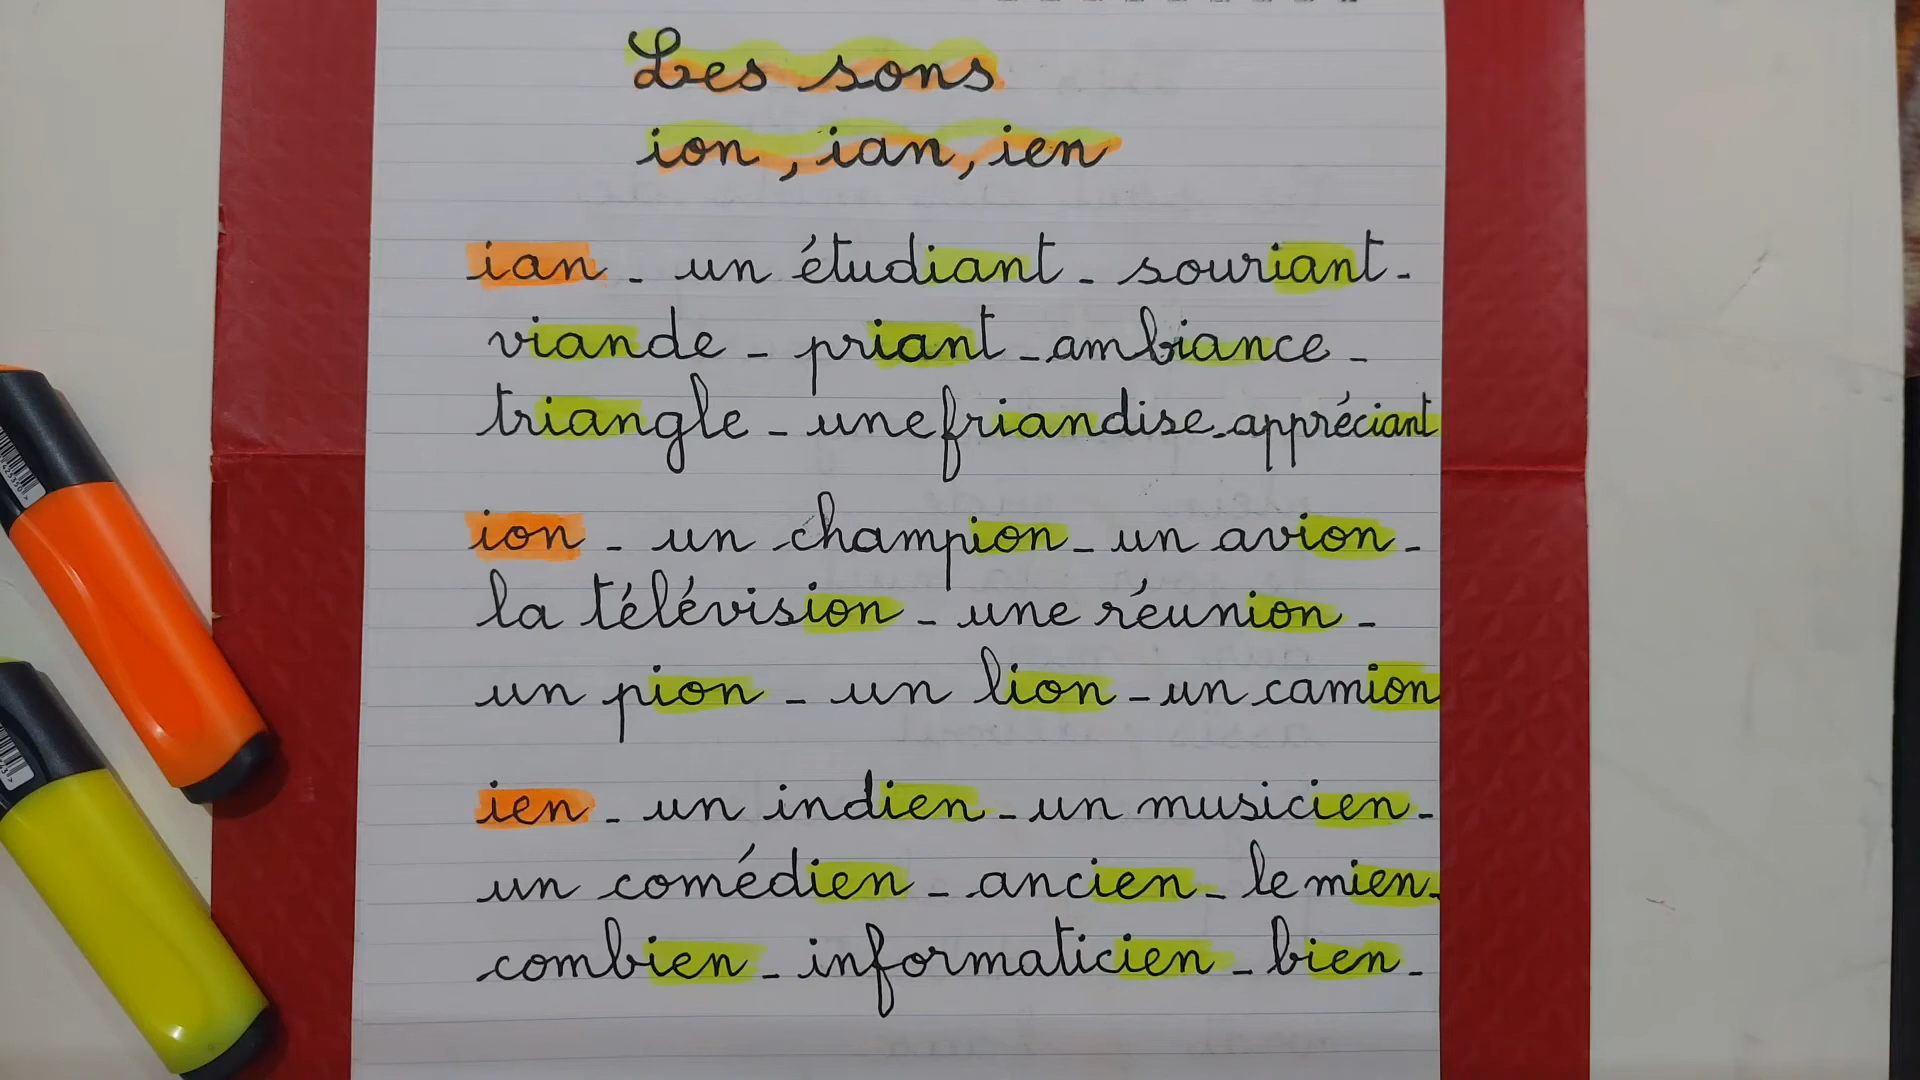 Les sons
ion, ian, ien
ian - un étudiant - souriant -
viande - priant - ambiance -
triangle - une friandise - appréciant
ion - un champion - un avion -
la télévision - une réunion -
un pion - un lion - un camion
ien - un indien - un musicien -
un comédien - ancien - le mien -
combien - informaticien - bien -